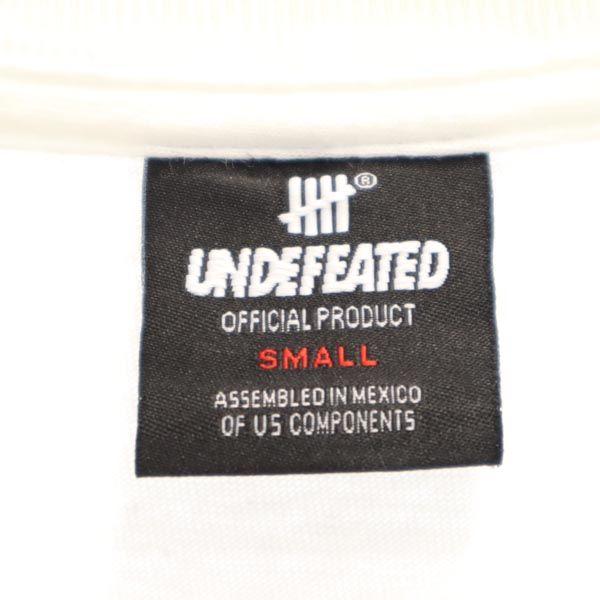 ®
UNDEFEATED
OFFICIAL PRODUCT
SMALL
ASSEMBLED IN MEXICO
OF US COMPONENTS